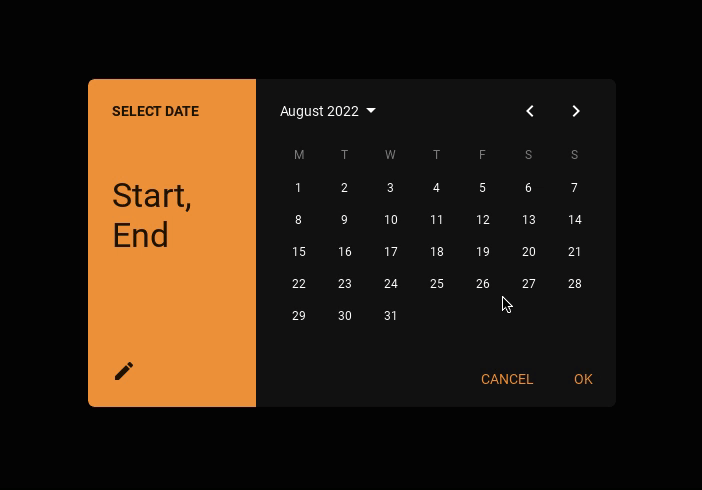 SELECT DATE
Start,
End
August 2022
M T W T F S S
1 2 3 4 5 6 7
8 9 10 11 12 13 14
15 16 17 18 19 20 21
22 23 24 25 26 27 28
29 30 31
CANCEL OK